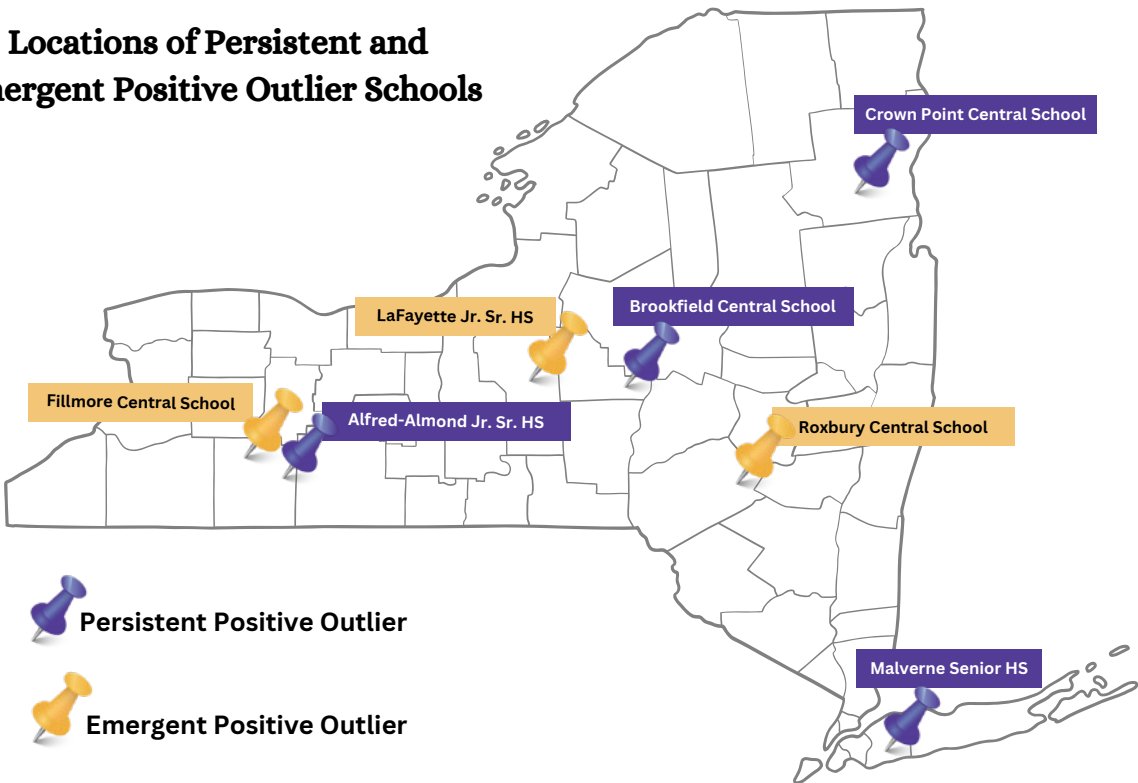 Locations of Persistent and
mergent Positive Outlier Schools
Crown Point Central School
LaFayette Jr. Sr. HS
Brookfield Central School
Fillmore Central School
Alfred-Almond Jr. Sr. HS
Roxbury Central School
Persistent Positive Outlier
Malverne Senior HS
Emergent Positive Outlier